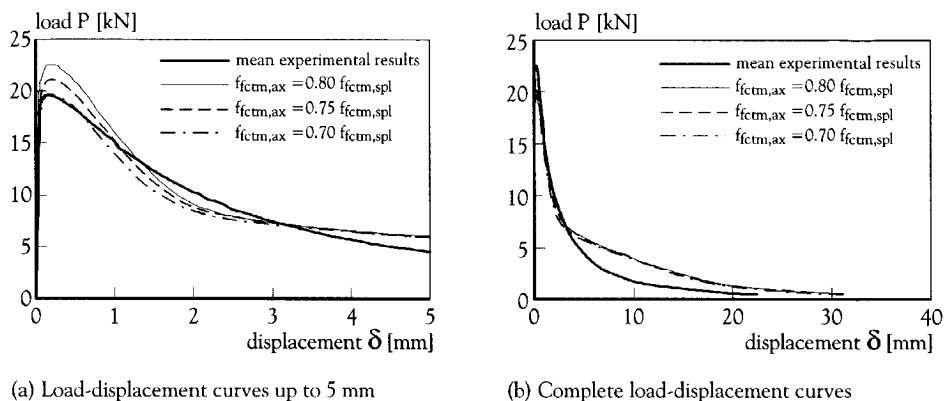 load P [kN]
25
20
15
10
5
0
mean experimental results
f_fctm,ax = 0.80 f_fctm,spl
f_fctm,ax = 0.75 f_fctm,spl
f_fctm,ax = 0.70 f_fctm,spl
0 1 2 3 4 5
displacement δ [mm]
(a) Load-displacement curves up to 5 mm
load P [kN]
25
20
15
10
5
0
mean experimental results
f_fctm,ax = 0.80 f_fctm,spl
f_fctm,ax = 0.75 f_fctm,spl
f_fctm,ax = 0.70 f_fctm,spl
0 10 20 30 40
displacement δ [mm]
(b) Complete load-displacement curves